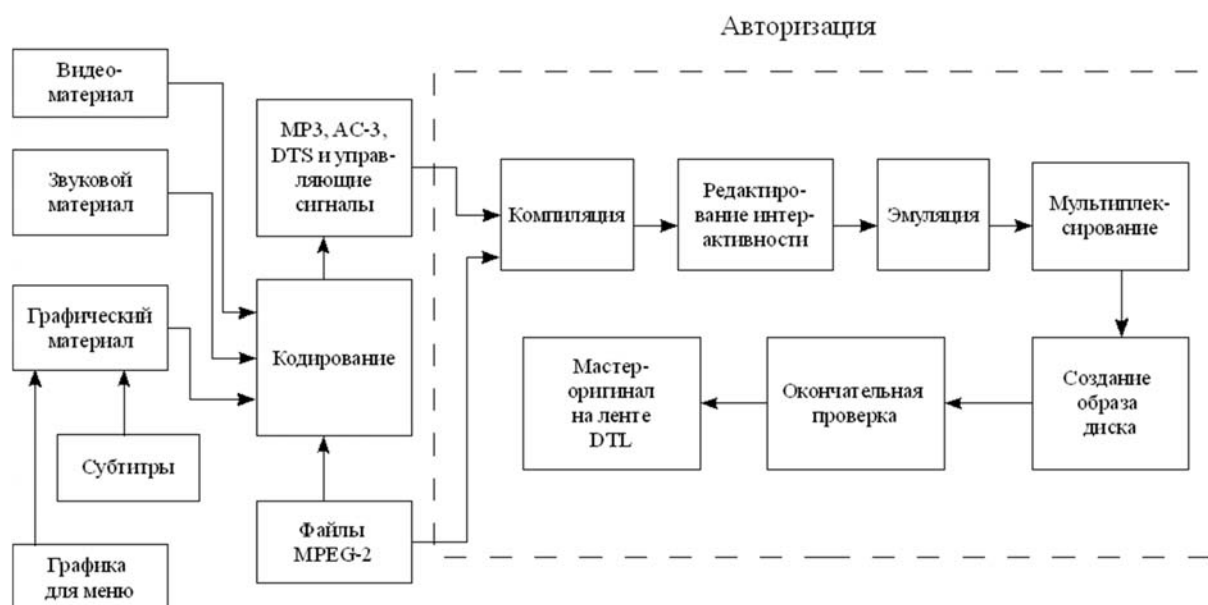 Авторизация
Видео-
материал
Звуковой
материал
Графический
материал
Субтитры
Графика
для меню
MP3, AC-3,
DTS и управ-
ляющие
сигналы
Кодирование
Файлы
MPEG-2
Компиляция
Редактиро-
вание интер-
активности
Эмуляция
Мультиплек-
сирование
Мастер-
оригинал
на ленте
DTL
Окончательная
проверка
Создание
образа
диска